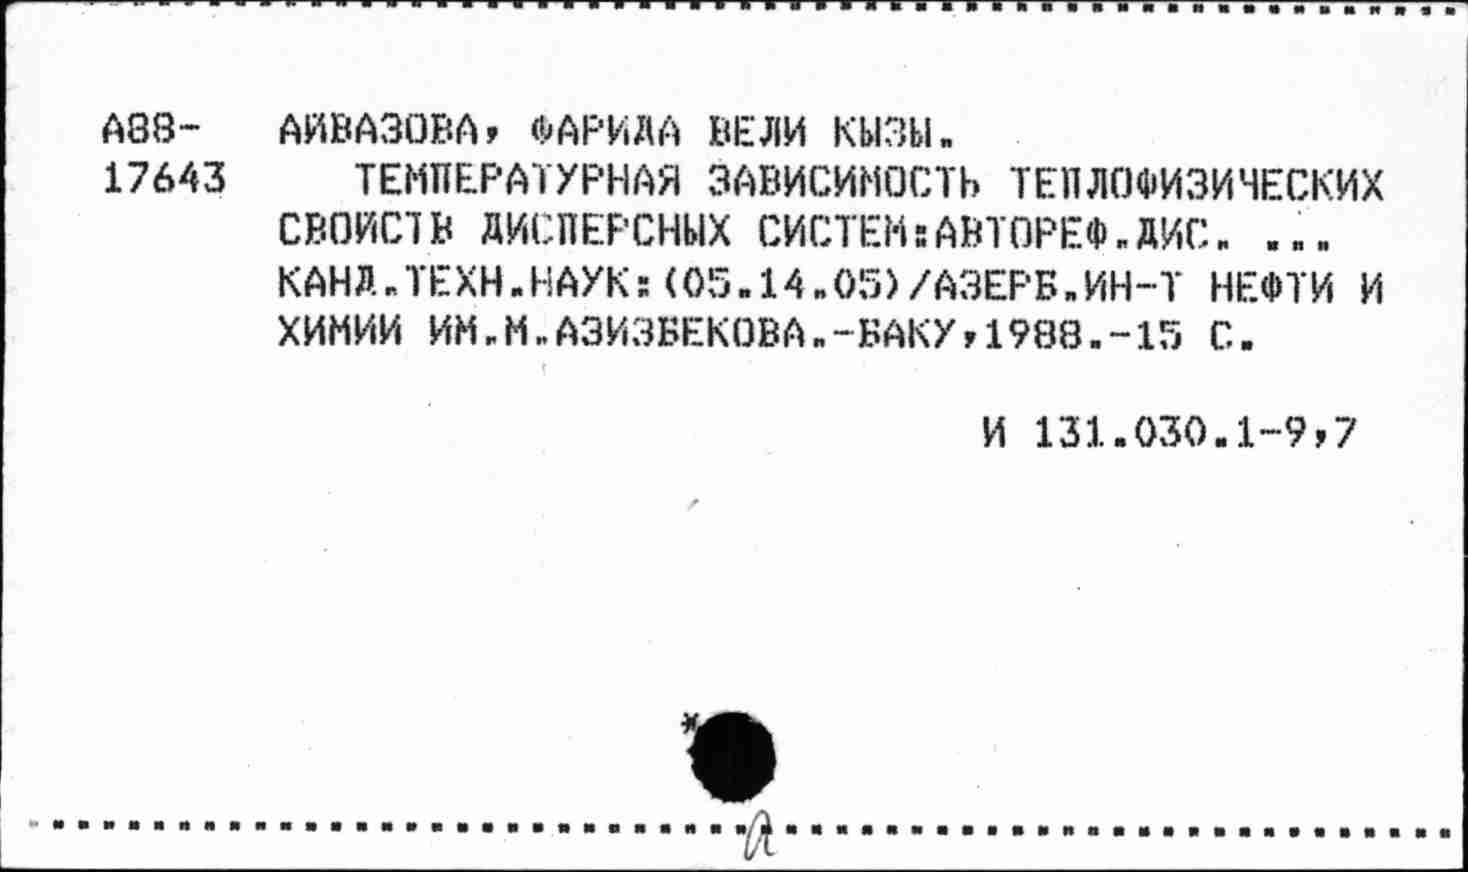 А88- АЙВАЗОВА, ФАРИДА ВЕЛИ КЫЗЫ.
17643 ТЕМПЕРАТУРНАЯ ЗАВИСИМОСТЬ ТЕПЛОФИЗИЧЕСКИХ
СВОЙСТВ ДИСПЕРСНЫХ СИСТЕМ:АВТОРЕФ.ДИС. ...
КАНД.ТЕХН.НАУК:(05.14.05)/АЗЕРБ.ИН-Т НЕФТИ И
ХИМИИ ИМ.М.АЗИЗБЕКОВА.-БАКУ,1988.-15 С.
И 131.030.1-9,7
*